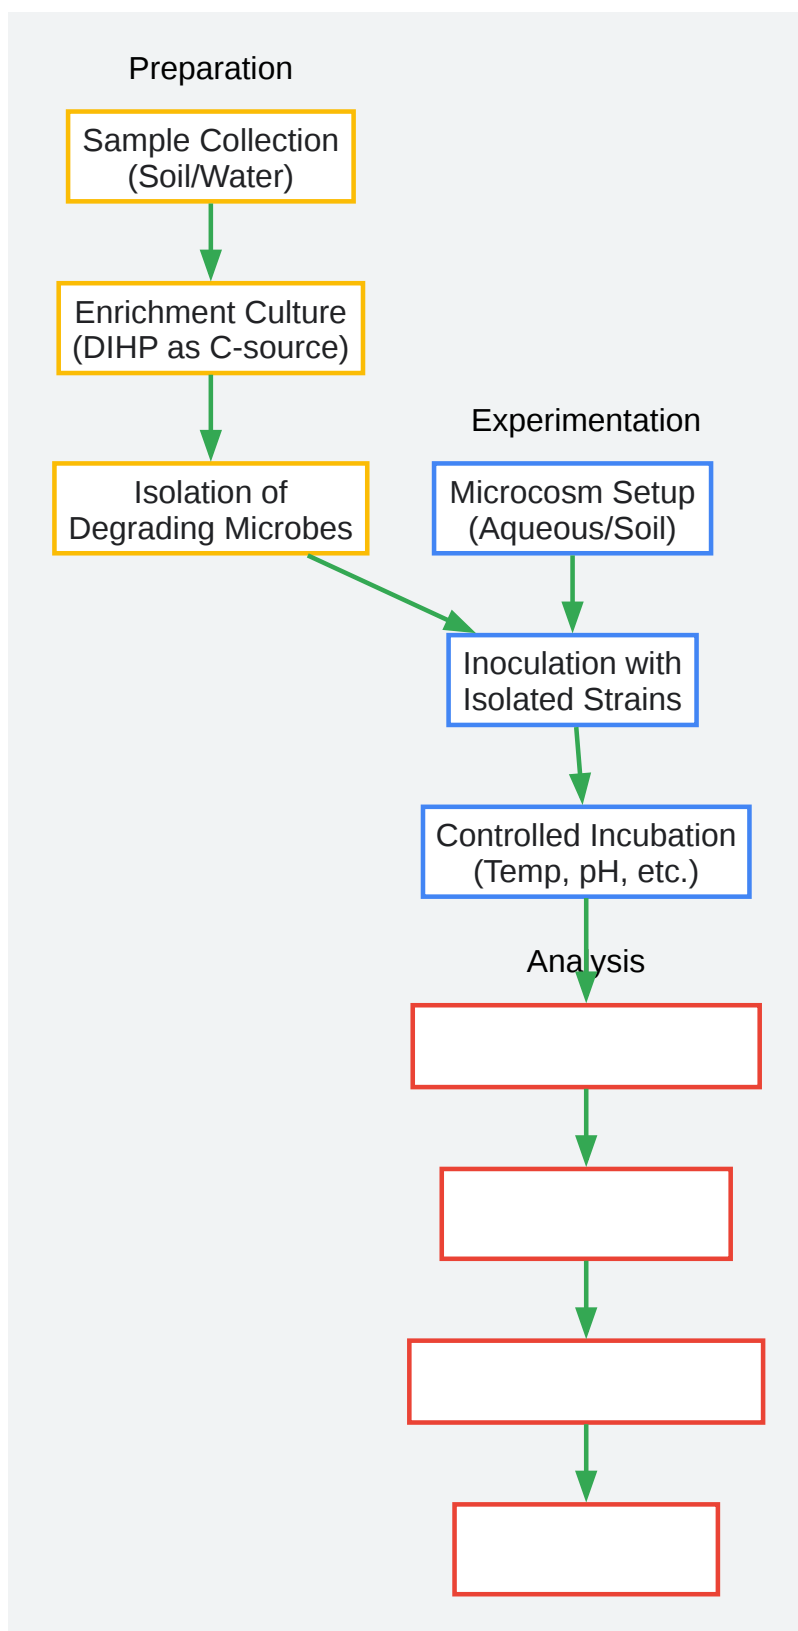 Preparation
Sample Collection
(Soil/Water)
Enrichment Culture
(DIHP as C-source)
Isolation of
Degrading Microbes
Experimentation
Microcosm Setup
(Aqueous/Soil)
Inoculation with
Isolated Strains
Controlled Incubation
(Temp, pH, etc.)
Analysis